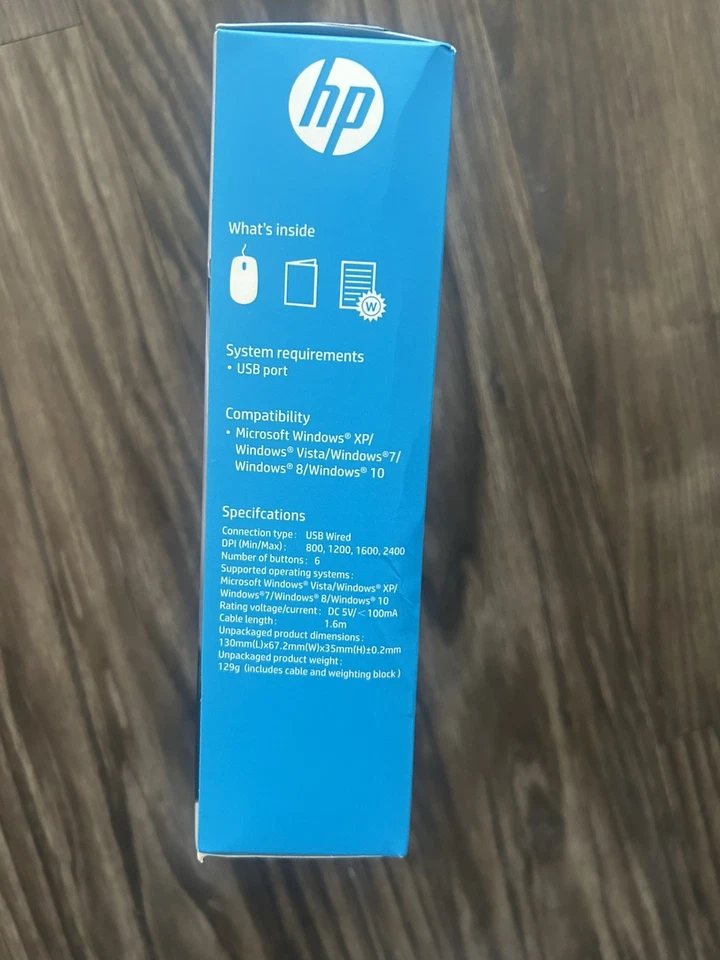 hp
What's inside
W
System requirements
• USB port
Compatibility
• Microsoft Windows® XP/
Windows® Vista/Windows®7/
Windows® 8/Windows® 10
Specifcations
Connection type: USB Wired
DPI (Min/Max): 800, 1200, 1600, 2400
Number of buttons: 6
Supported operating systems:
Microsoft Windows® Vista/Windows® XP/
Windows®7/Windows® 8/Windows® 10
Rating voltage/current: DC 5V/<100mA
Cable length: 1.6m
Unpackaged product dimensions:
130mm(L)x67.2mm(W)x35mm(H)±0.2mm
Unpackaged product weight:
129g (includes cable and weighting block)